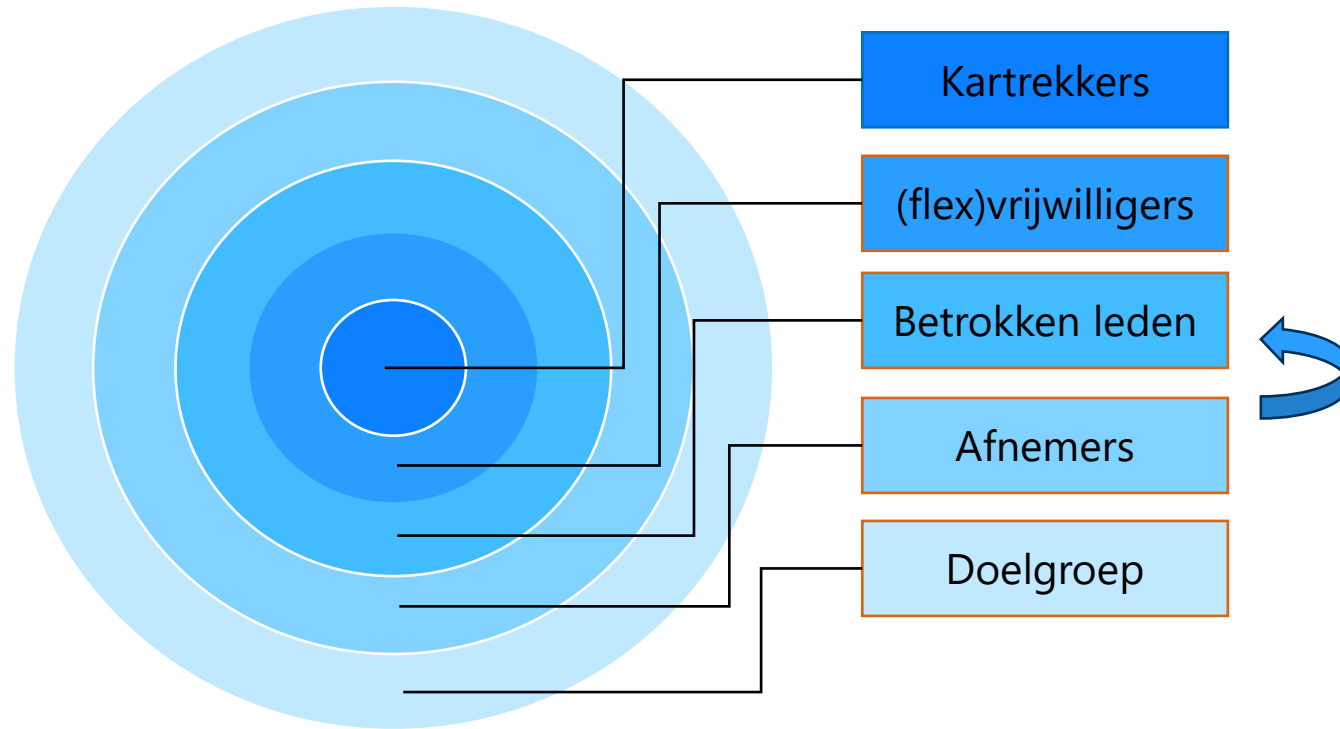 Kartrekkers
(flex)vrijwilligers
Betrokken leden
Afnemers
Doelgroep